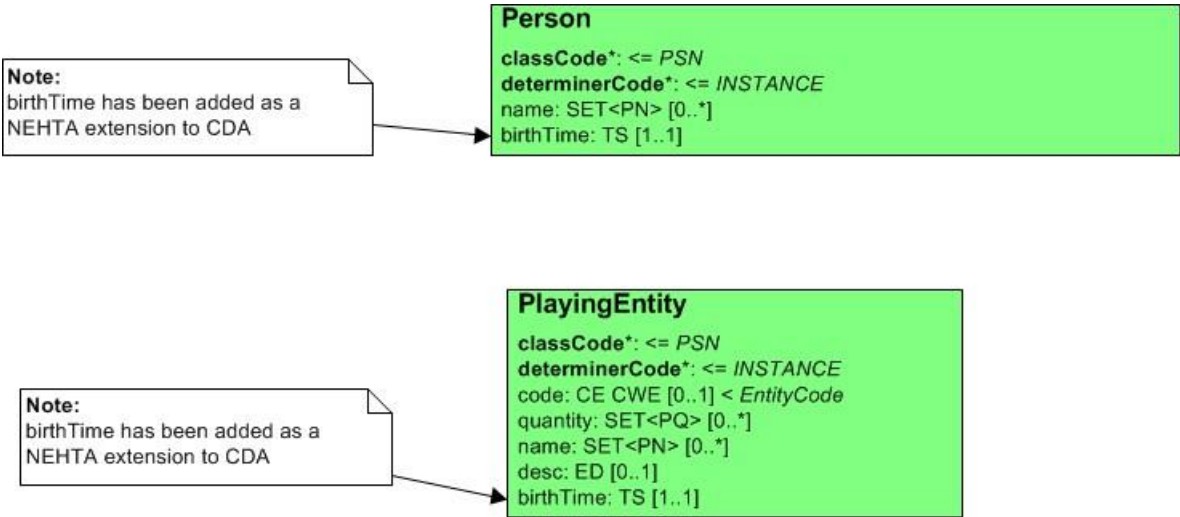 Person
classCode*: <= PSN
determinerCode*: <= INSTANCE
name: SET<PN> [0..*]
birthTime: TS [1..1]
Note:
birthTime has been added as a
NEHTA extension to CDA
PlayingEntity
classCode*: <= PSN
determinerCode*: <= INSTANCE
code: CE CWE [0..1] < EntityCode
quantity: SET<PQ> [0..*]
name: SET<PN> [0..*]
desc: ED [0..1]
birthTime: TS [1..1]
Note:
birthTime has been added as a
NEHTA extension to CDA